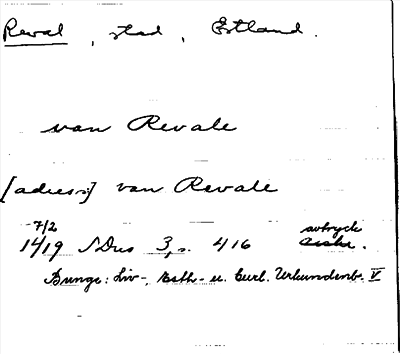 Reval, stad, Estland.
van Revale
[adress] van Revale
7/2 avtryck
1419 SDns 3, s. 416
Bunge: Liv-, Esth- u. Curl. Urkundenb. V